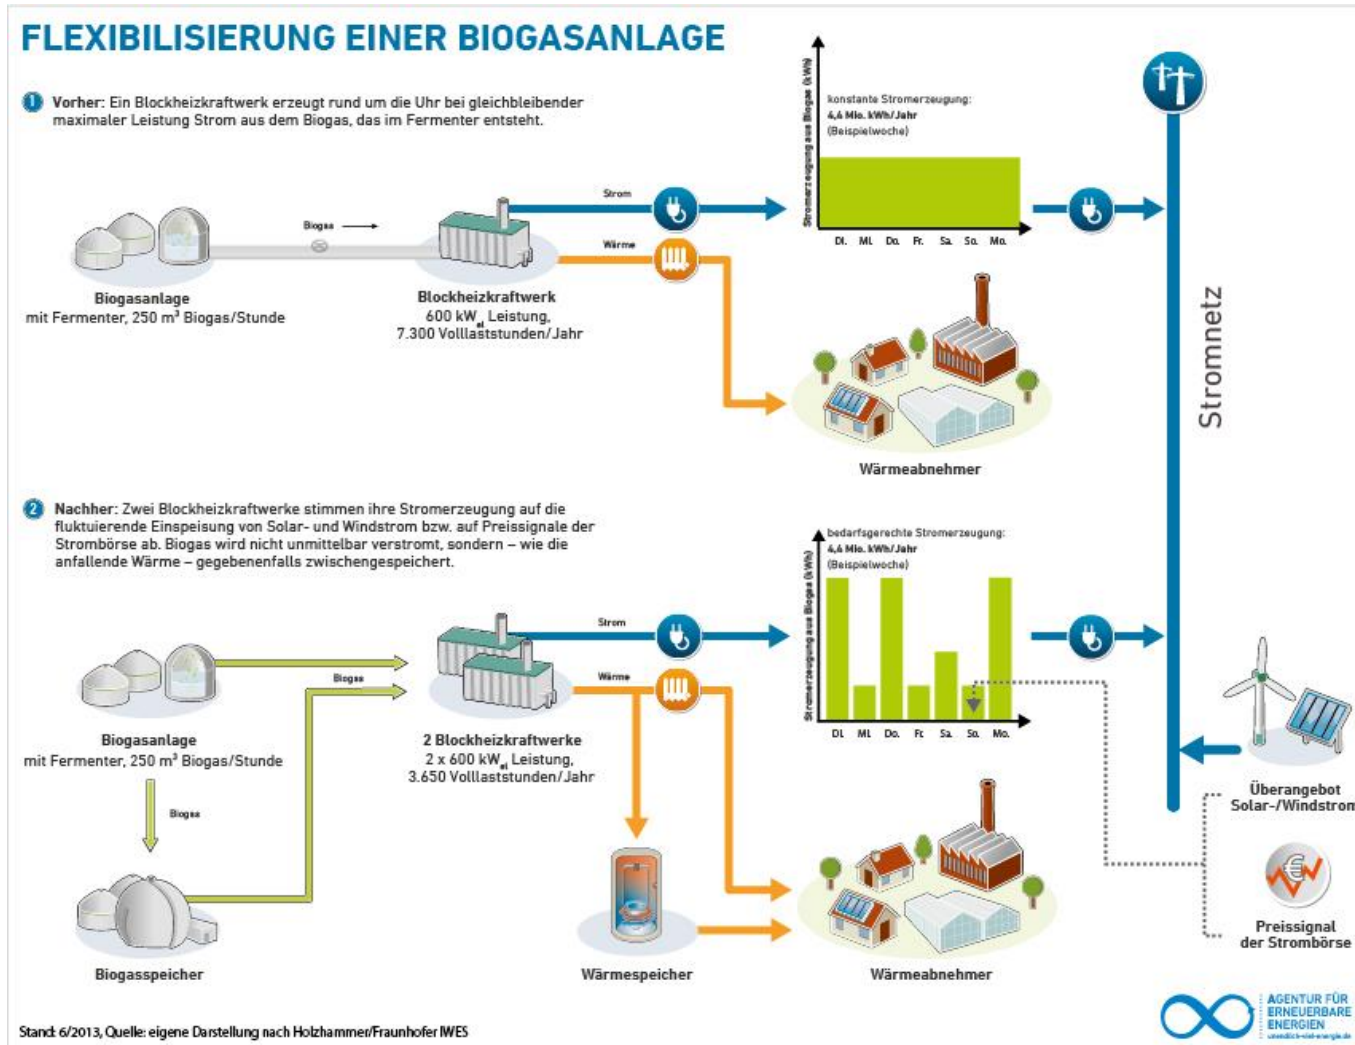 FLEXIBILISIERUNG EINER BIOGASANLAGE
1 Vorher: Ein Blockheizkraftwerk erzeugt rund um die Uhr bei gleichbleibender
maximaler Leistung Strom aus dem Biogas, das im Fermenter entsteht.
Stromerzeugung aus Biogas (kWh)
konstante Stromerzeugung:
4,4 Mio. kWh/Jahr
(Beispielwoche)
Di. Mi. Do. Fr. Sa. So. Mo.
Biogas
Strom
Wärme
Biogasanlage
mit Fermenter, 250 m³ Biogas/Stunde
Blockheizkraftwerk
600 kWel Leistung,
7.300 Volllaststunden/Jahr
Wärmeabnehmer
Stromnetz
2 Nachher: Zwei Blockheizkraftwerke stimmen ihre Stromerzeugung auf die
fluktuierende Einspeisung von Solar- und Windstrom bzw. auf Preissignale der
Strombörse ab. Biogas wird nicht unmittelbar verstromt, sondern – wie die
anfallende Wärme – gegebenenfalls zwischengespeichert.
Stromerzeugung aus Biogas (kWh)
bedarfsgerechte Stromerzeugung:
4,4 Mio. kWh/Jahr
(Beispielwoche)
Di. Mi. Do. Fr. Sa. So. Mo.
Strom
Wärme
Biogas
Biogasanlage
mit Fermenter, 250 m³ Biogas/Stunde
2 Blockheizkraftwerke
2 x 600 kWel Leistung,
3.650 Volllaststunden/Jahr
Biogas
Biogasspeicher
Wärmespeicher
Wärmeabnehmer
Überangebot
Solar-/Windstrom
€
Preissignal
der Strombörse
AGENTUR FÜR
ERNEUERBARE
ENERGIEN
unendlich-viel-energie.de
Stand: 6/2013, Quelle: eigene Darstellung nach Holzhammer/Fraunhofer IWES